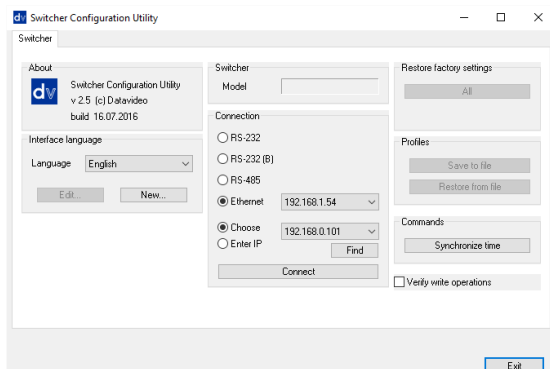 dv Switcher Configuration Utility
Switcher
About
dv
Switcher Configuration Utility
v 2.5 (c) Datavideo
build 16.07.2016
Interface language
Language English
Edit... New...
Switcher
Model
Connection
RS-232
RS-232 (B)
RS-485
Ethernet 192.168.1.54
Choose 192.168.0.101
Enter IP
Find
Connect
Restore factory settings
All
Profiles
Save to file
Restore from file
Commands
Synchronize time
Verify write operations
Exit